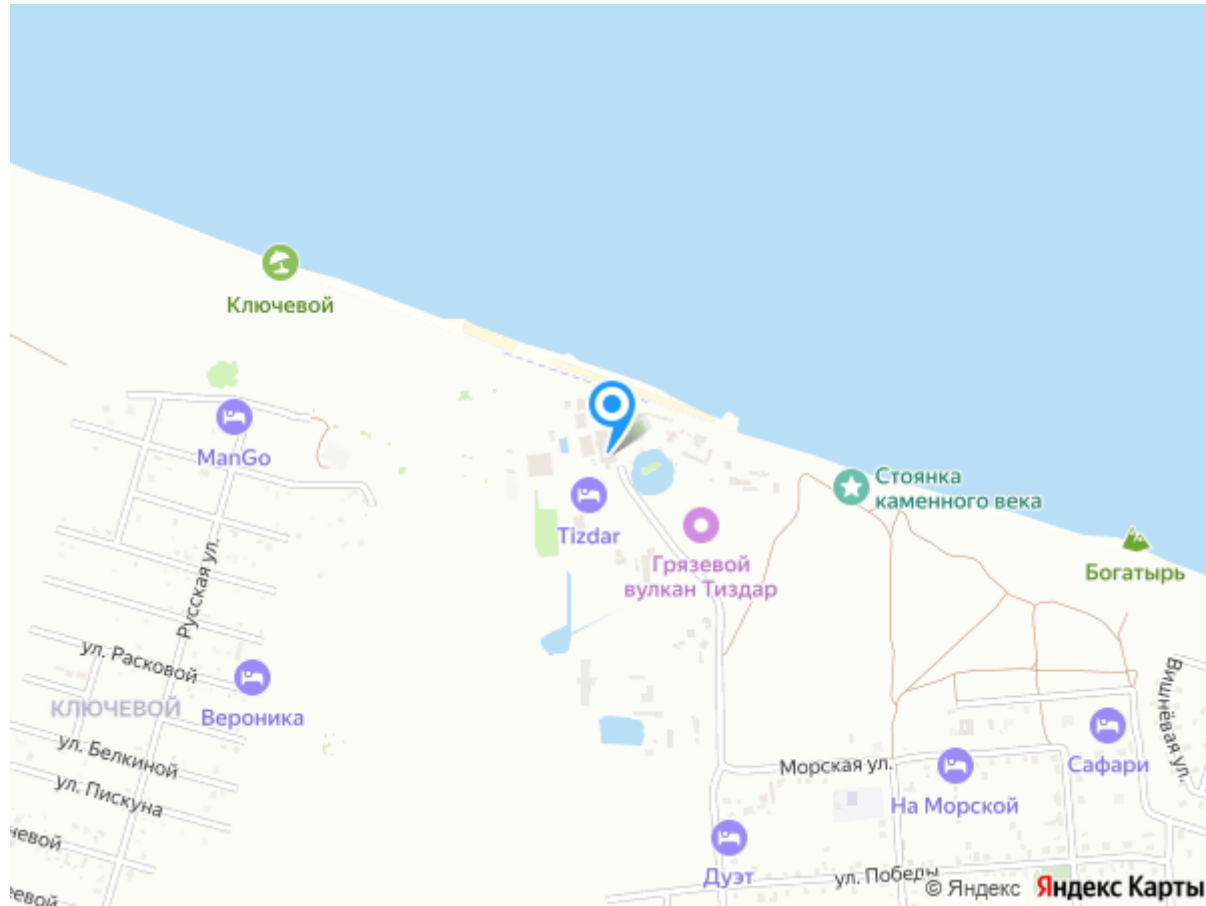 Ключевой
ManGo
Стоянка
каменного века
Tizdar
Грязевой
вулкан Тиздар
Богатырь
Русская ул.
ул. Расковой
Вероника
КЛЮЧЕВОЙ
ул. Белкиной
ул. Пискуна
Вишнёвая ул.
Сафари
Морская ул.
На Морской
Дуэт
ул. Победы
© Яндекс Яндекс Карты